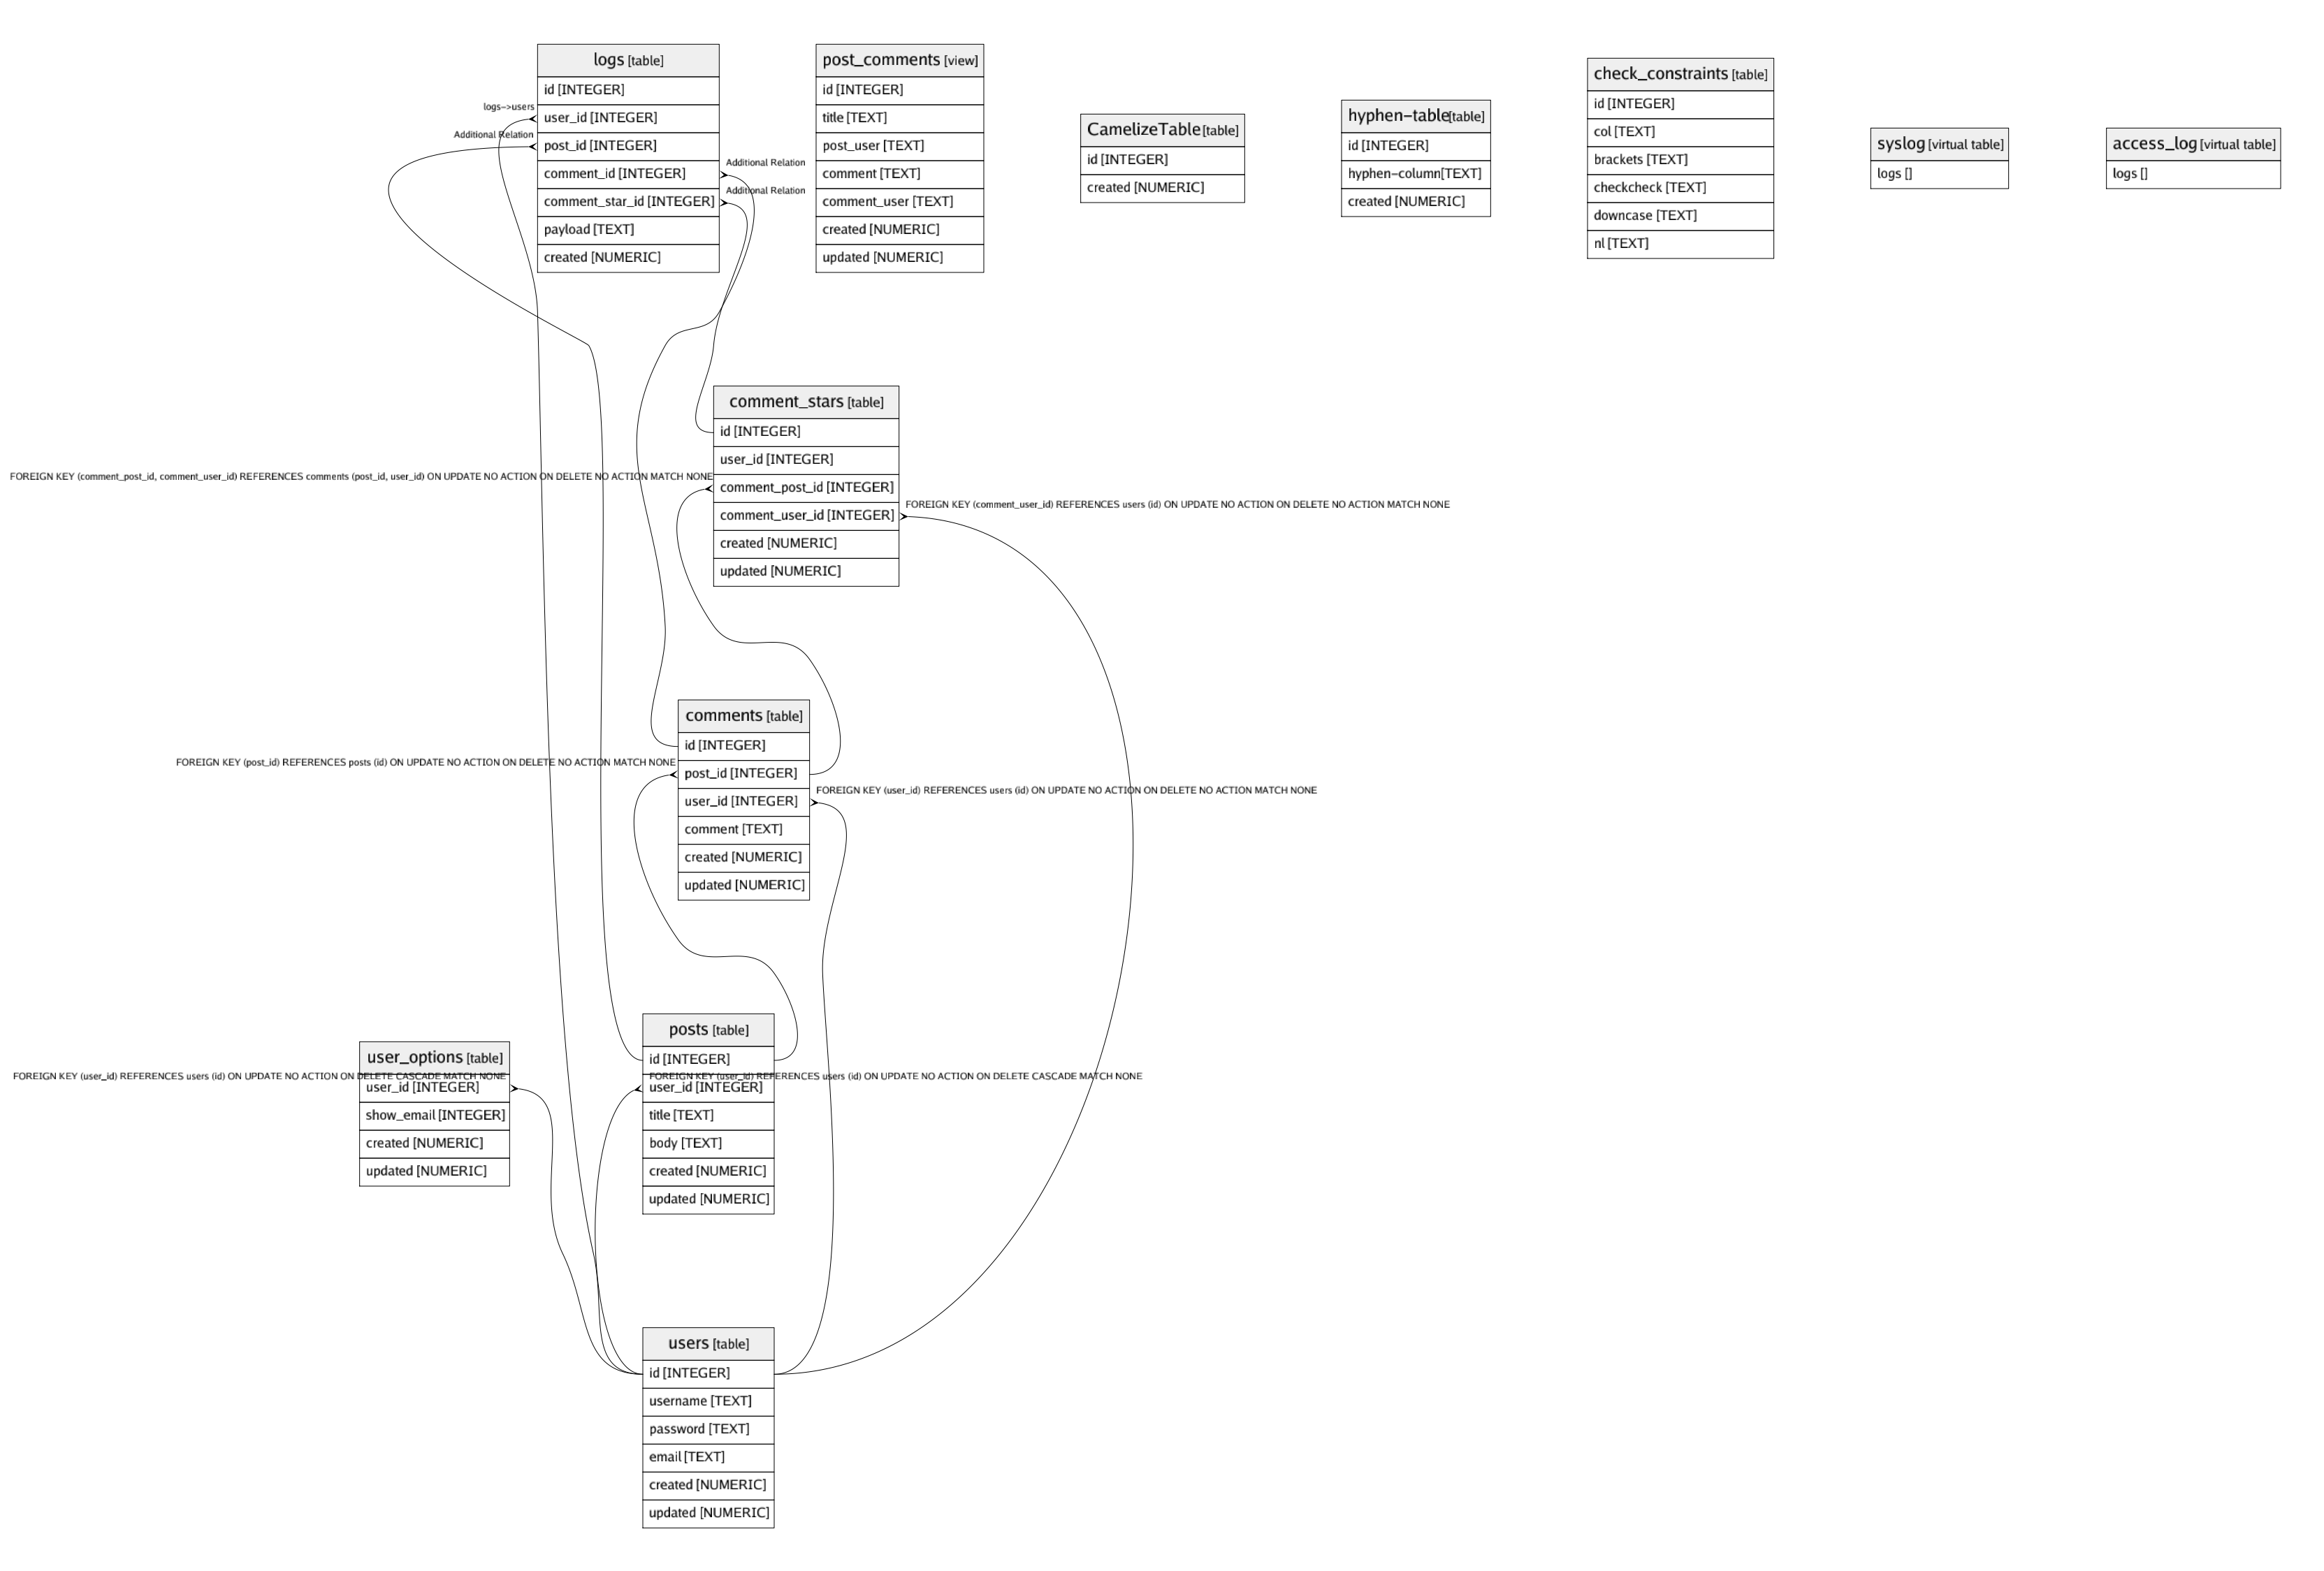 logs [table]
id [INTEGER]
user_id [INTEGER]
post_id [INTEGER]
comment_id [INTEGER]
comment_star_id [INTEGER]
payload [TEXT]
created [NUMERIC]
logs->users
Additional Relation
Additional Relation
Additional Relation
post_comments [view]
id [INTEGER]
title [TEXT]
post_user [TEXT]
comment [TEXT]
comment_user [TEXT]
created [NUMERIC]
updated [NUMERIC]
CamelizeTable [table]
id [INTEGER]
created [NUMERIC]
hyphen-table [table]
id [INTEGER]
hyphen-column [TEXT]
created [NUMERIC]
check_constraints [table]
id [INTEGER]
col [TEXT]
brackets [TEXT]
checkcheck [TEXT]
downcase [TEXT]
nl [TEXT]
syslog [virtual table]
logs []
access_log [virtual table]
logs []
comment_stars [table]
id [INTEGER]
user_id [INTEGER]
comment_post_id [INTEGER]
comment_user_id [INTEGER]
created [NUMERIC]
updated [NUMERIC]
FOREIGN KEY (comment_post_id, comment_user_id) REFERENCES comments (post_id, user_id) ON UPDATE NO ACTION ON DELETE NO ACTION MATCH NONE
FOREIGN KEY (comment_user_id) REFERENCES users (id) ON UPDATE NO ACTION ON DELETE NO ACTION MATCH NONE
comments [table]
id [INTEGER]
post_id [INTEGER]
user_id [INTEGER]
comment [TEXT]
created [NUMERIC]
updated [NUMERIC]
FOREIGN KEY (post_id) REFERENCES posts (id) ON UPDATE NO ACTION ON DELETE NO ACTION MATCH NONE
FOREIGN KEY (user_id) REFERENCES users (id) ON UPDATE NO ACTION ON DELETE NO ACTION MATCH NONE
user_options [table]
user_id [INTEGER]
show_email [INTEGER]
created [NUMERIC]
updated [NUMERIC]
FOREIGN KEY (user_id) REFERENCES users (id) ON UPDATE NO ACTION ON DELETE CASCADE MATCH NONE
posts [table]
id [INTEGER]
user_id [INTEGER]
title [TEXT]
body [TEXT]
created [NUMERIC]
updated [NUMERIC]
FOREIGN KEY (user_id) REFERENCES users (id) ON UPDATE NO ACTION ON DELETE CASCADE MATCH NONE
users [table]
id [INTEGER]
username [TEXT]
password [TEXT]
email [TEXT]
created [NUMERIC]
updated [NUMERIC]